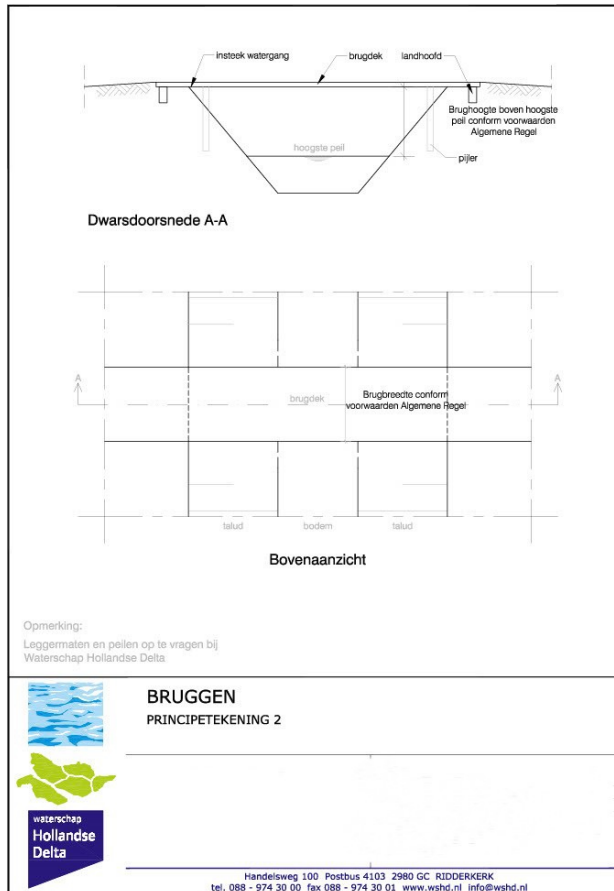 insteek watergang
brugdek
landhoofd
Brughoogte boven hoogste
peil conform voorwaarden
Algemene Regel
hoogste peil
pijler
Dwarsdoorsnede A-A
A
A
brugdek
Brugbreedte conform
voorwaarden Algemene Regel
talud
bodem
talud
Bovenaanzicht
Opmerking:
Leggermaten en peilen op te vragen bij
Waterschap Hollandse Delta
BRUGGEN
PRINCIPETEKENING 2
waterschap
Hollandse
Delta
Handelsweg 100 Postbus 4103 2980 GC RIDDERKERK
tel. 088 - 974 30 00 fax 088 - 974 30 01 www.wshd.nl info@wshd.nl